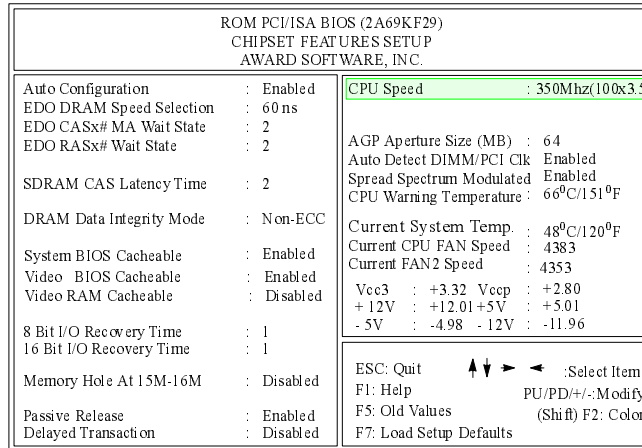 ROM PCI/ISA BIOS (2A69KF29)
CHIPSET FEATURES SETUP
AWARD SOFTWARE, INC.
Auto Configuration : Enabled
EDO DRAM Speed Selection : 60 ns
EDO CASx# MA Wait State : 2
EDO RASx# Wait State : 2
SDRAM CAS Latency Time : 2
DRAM Data Integrity Mode : Non-ECC
System BIOS Cacheable : Enabled
Video BIOS Cacheable : Enabled
Video RAM Cacheable : Disabled
8 Bit I/O Recovery Time : 1
16 Bit I/O Recovery Time : 1
Memory Hole At 15M-16M : Disabled
Passive Release : Enabled
Delayed Transaction : Disabled
CPU Speed : 350Mhz(100x3.5
AGP Aperture Size (MB) : 64
Auto Detect DIMM/PCI Clk Enabled
Spread Spectrum Modulated Enabled
CPU Warning Temperature : 66⁰C/151⁰F
Current System Temp. : 48⁰C/120⁰F
Current CPU FAN Speed : 4383
Current FAN2 Speed : 4353
Vcc3 : +3.32 Vccp : +2.80
+ 12V : +12.01 +5V : +5.01
- 5V : -4.98 - 12V : -11.96
ESC: Quit :Select Item
F1: Help PU/PD/+/-:Modify
F5: Old Values (Shift) F2: Color
F7: Load Setup Defaults